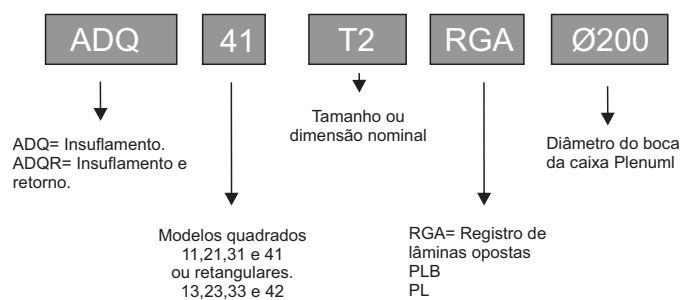 ADQ 41 T2 RGA Ø200
ADQ= Insuflamento.
ADQR= Insuflamento e
retorno.
Modelos quadrados
11,21,31 e 41
ou retangulares.
13,23,33 e 42
Tamanho ou
dimensão nominal
RGA= Registro de
lâminas opostas
PLB
PL
Diâmetro do boca
da caixa Plenuml